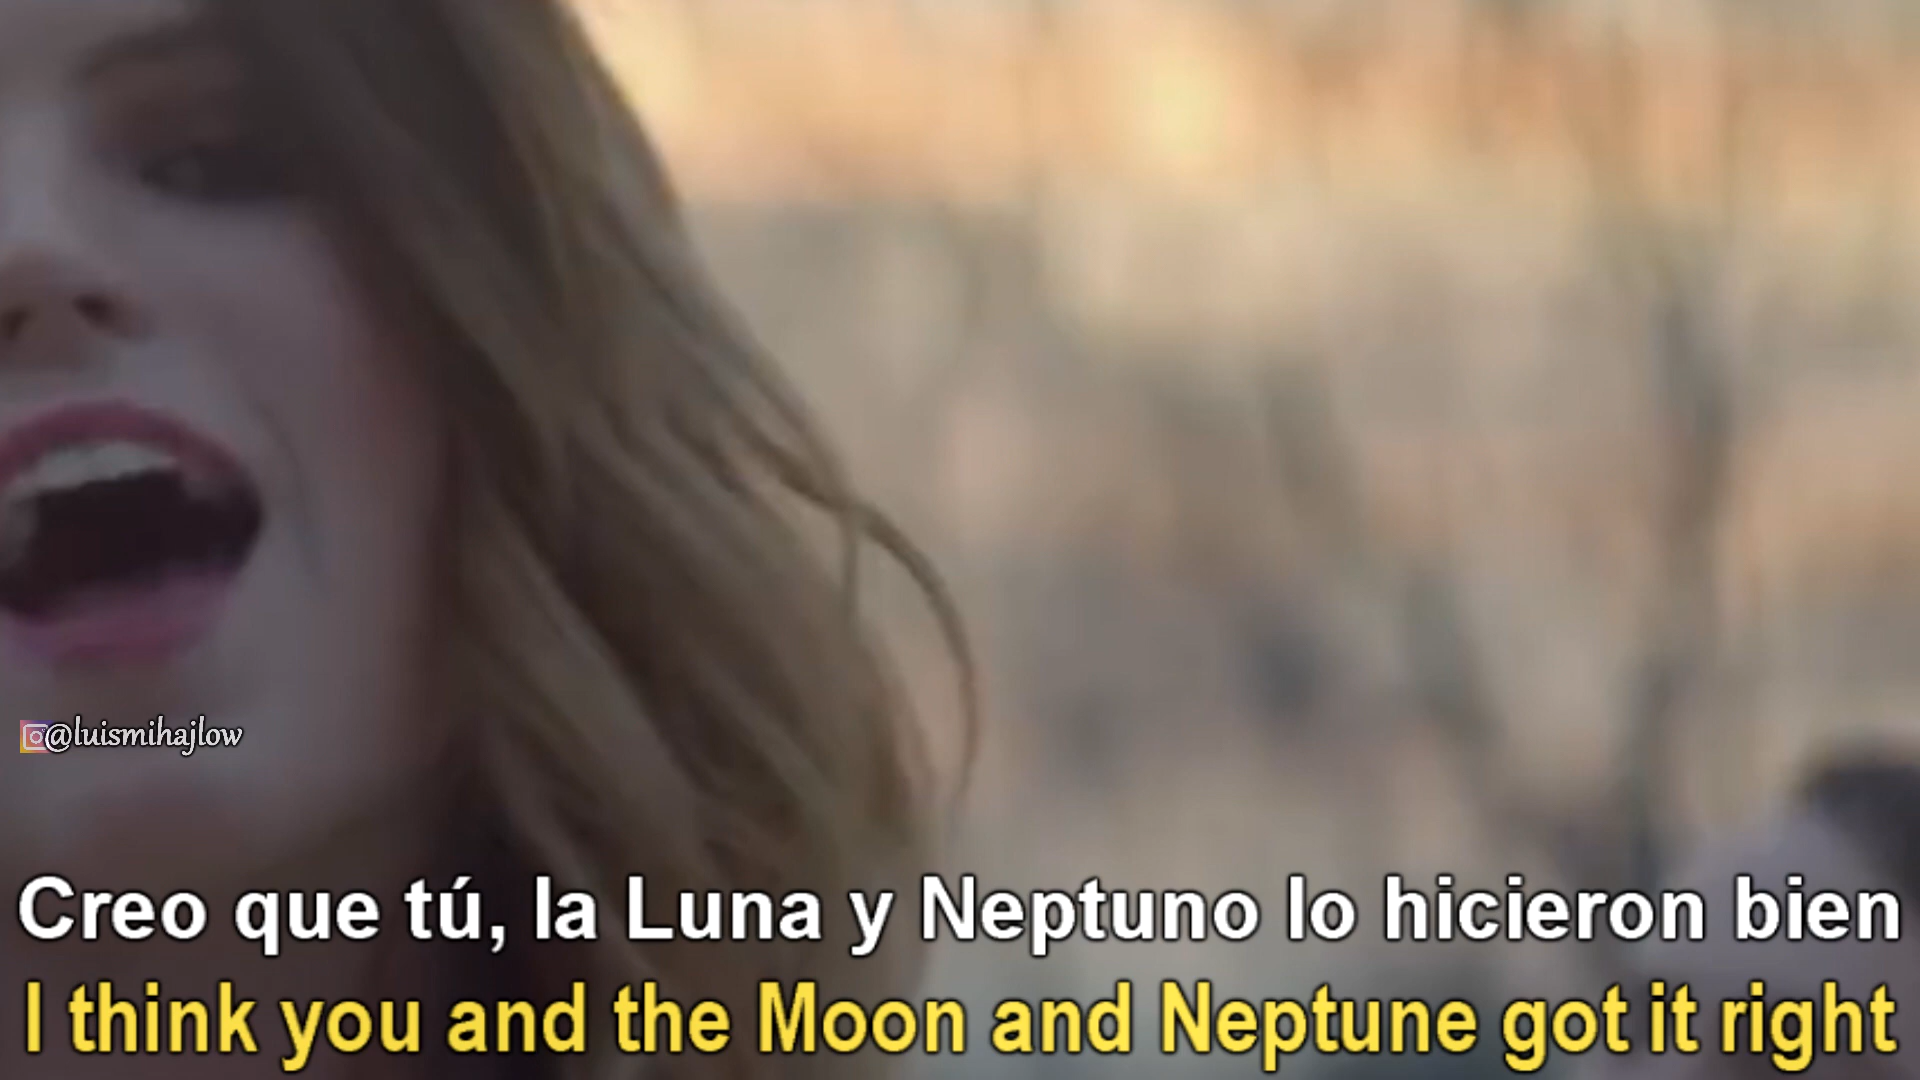 @luismihajlow
Creo que tú, la Luna y Neptuno lo hicieron bien
I think you and the Moon and Neptune got it right